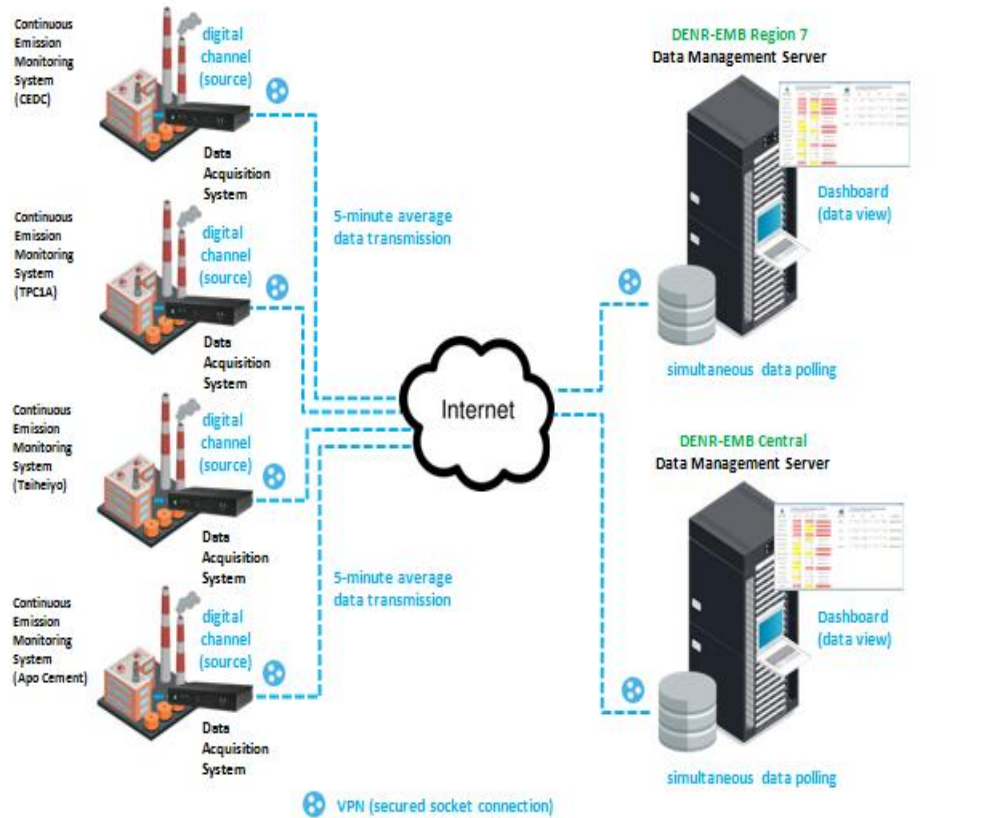 Continuous
Emission
Monitoring
System
(CEDC)
digital
channel
(source)
Data
Acquisition
System
5-minute average
data transmission
Continuous
Emission
Monitoring
System
(TPC1A)
digital
channel
(source)
Data
Acquisition
System
Continuous
Emission
Monitoring
System
(Taiheiyo)
digital
channel
(source)
Data
Acquisition
System
Continuous
Emission
Monitoring
System
(Apo Cement)
digital
channel
(source)
Data
Acquisition
System
5-minute average
data transmission
Internet
DENR-EMB Region 7
Data Management Server
Dashboard
(data view)
simultaneous data polling
DENR-EMB Central
Data Management Server
Dashboard
(data view)
simultaneous data polling
VPN (secured socket connection)